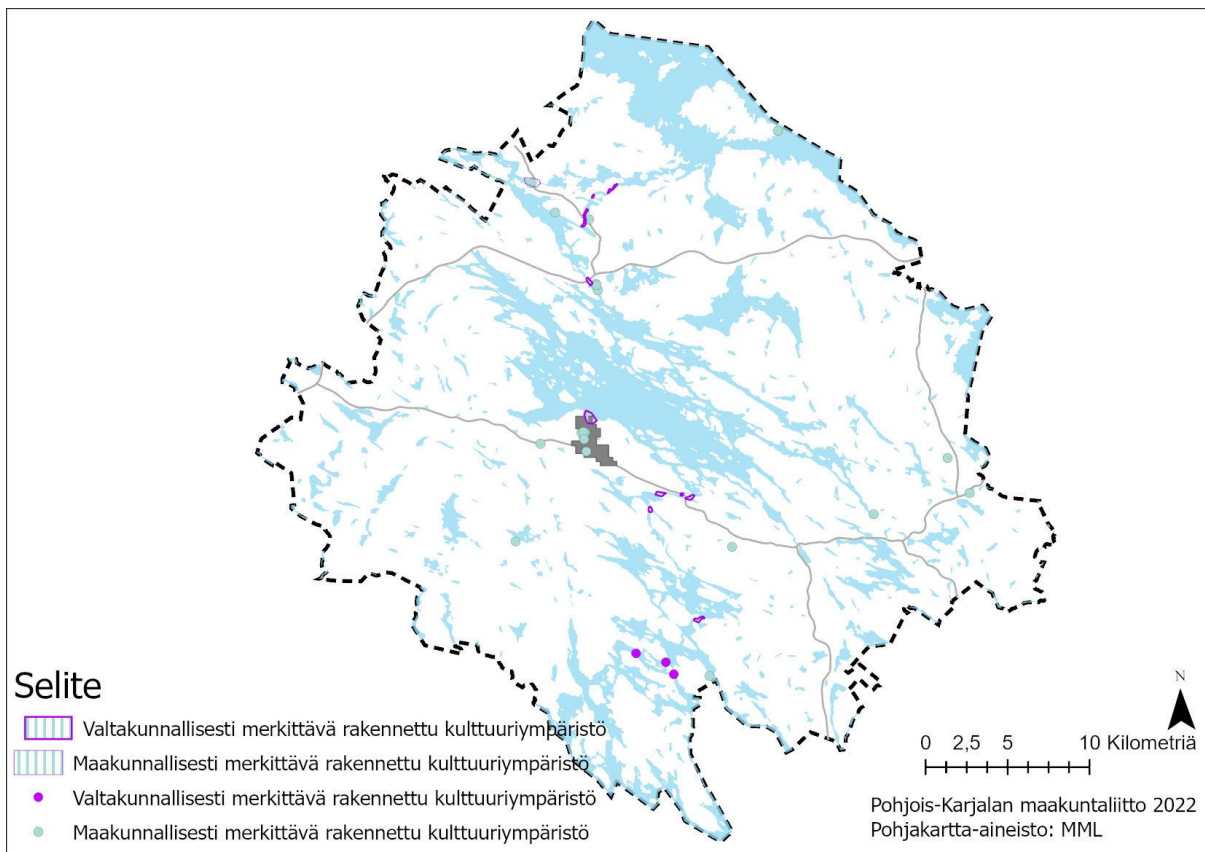 Selite
Valtakunnallisesti merkittävä rakennettu kulttuuriympäristö
Maakunnallisesti merkittävä rakennettu kulttuuriympäristö
Valtakunnallisesti merkittävä rakennettu kulttuuriympäristö
Maakunnallisesti merkittävä rakennettu kulttuuriympäristö
N
0 2,5 5 10 Kilometriä
Pohjois-Karjalan maakuntaliitto 2022
Pohjakartta-aineisto: MML